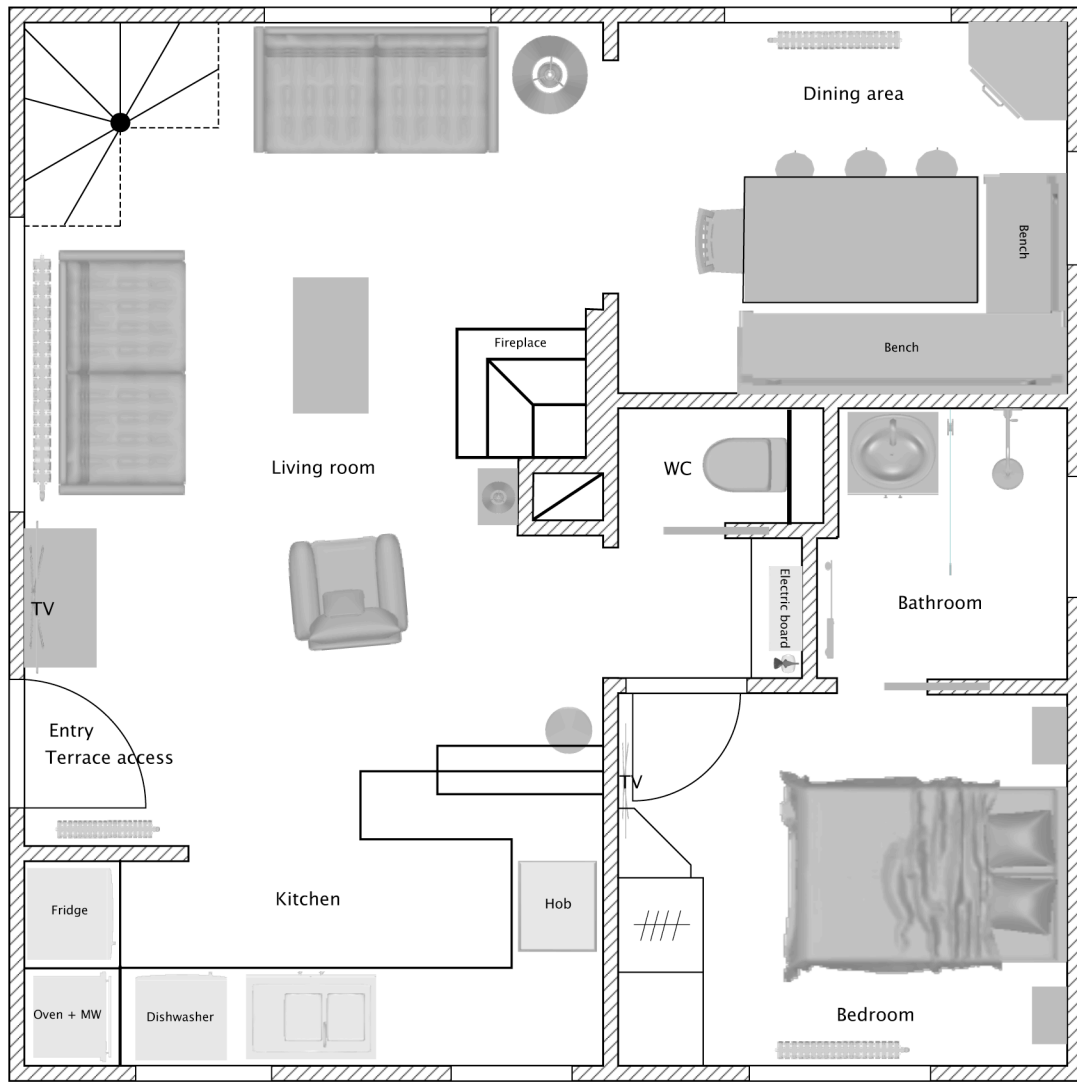 Dining area
Bench
Bench
Fireplace
Living room
WC
Electric board
Bathroom
TV
Entry
Terrace access
TV
Kitchen
Fridge
Hob
Oven + MW
Dishwasher
Bedroom